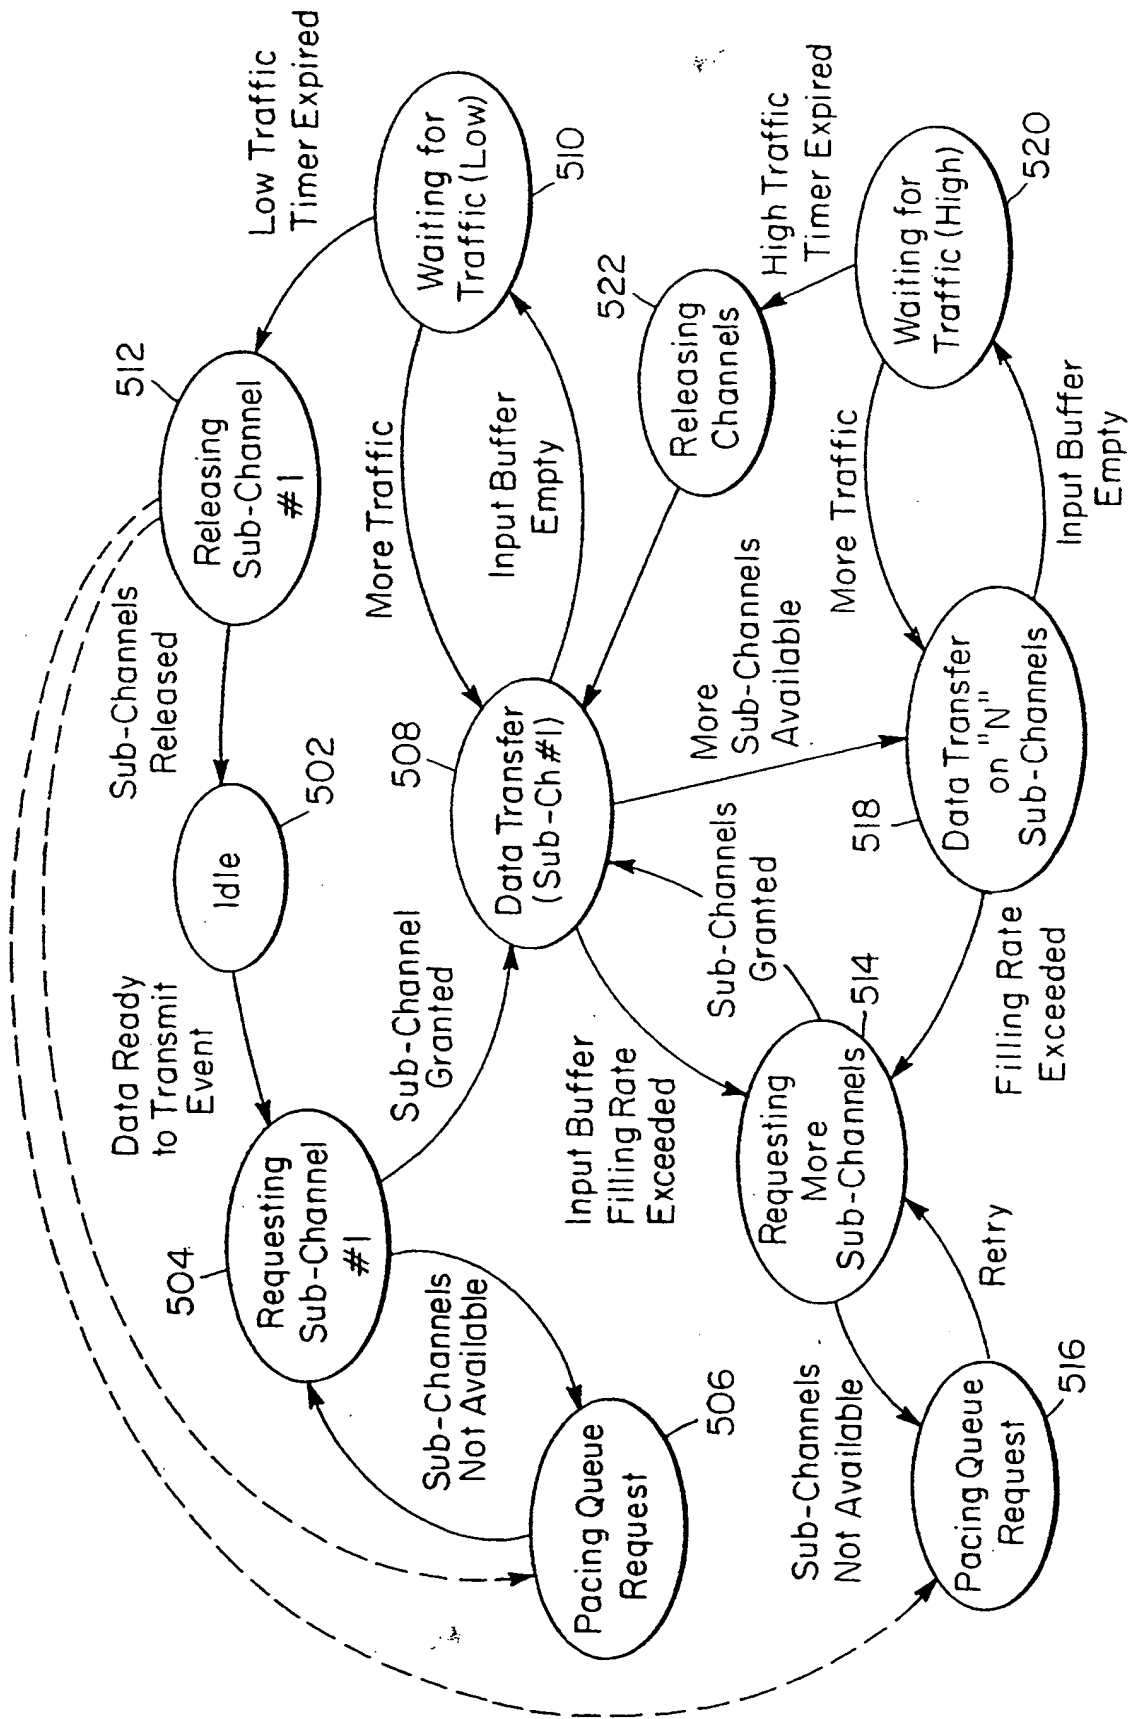 Low Traffic
Timer Expired
512
Releasing
Sub-Channel
#1
Waiting for
Traffic (Low)
510
Sub-Channels
Released
Idle
502
Data Ready
to Transmit
Event
504
Requesting
Sub-Channel
#1
More Traffic
Input Buffer
Empty
508
Data Transfer
(Sub-Ch#1)
Sub-Channel
Granted
Sub-Channels
Not Available
Pacing Queue
Request
506
High Traffic
Timer Expired
522
Releasing
Channels
Waiting for
Traffic (High)
520
More Traffic
Input Buffer
Empty
More
Sub-Channels
Available
518
Data Transfer
on "N"
Sub-Channels
Sub-Channels
Granted
Input Buffer
Filling Rate
Exceeded
514
Requesting
More
Sub-Channels
Filling Rate
Exceeded
Retry
Sub-Channels
Not Available
Pacing Queue
Request
516